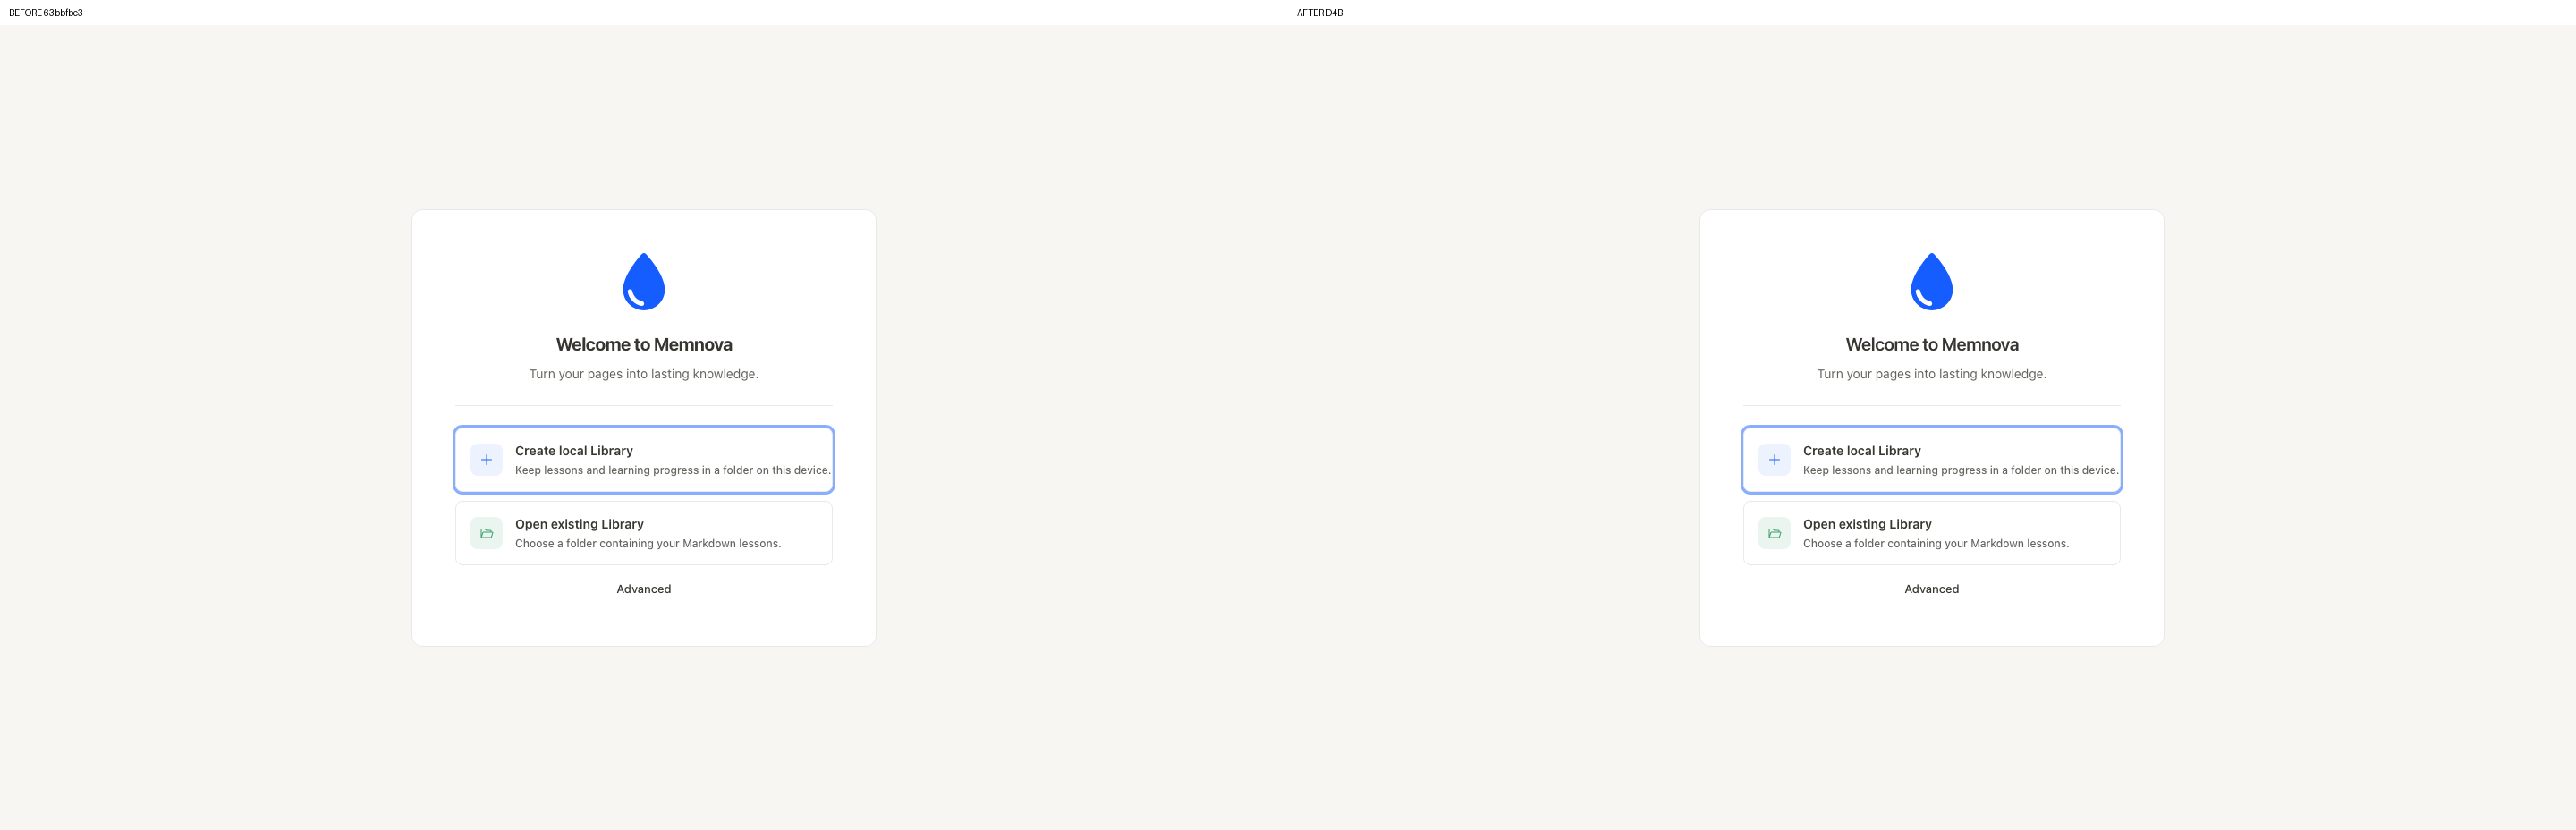 BEFORE 63bbfbc3
AFTER D4B
Welcome to Memnova
Turn your pages into lasting knowledge.
Create local Library
Keep lessons and learning progress in a folder on this device.
Open existing Library
Choose a folder containing your Markdown lessons.
Advanced
Welcome to Memnova
Turn your pages into lasting knowledge.
Create local Library
Keep lessons and learning progress in a folder on this device.
Open existing Library
Choose a folder containing your Markdown lessons.
Advanced